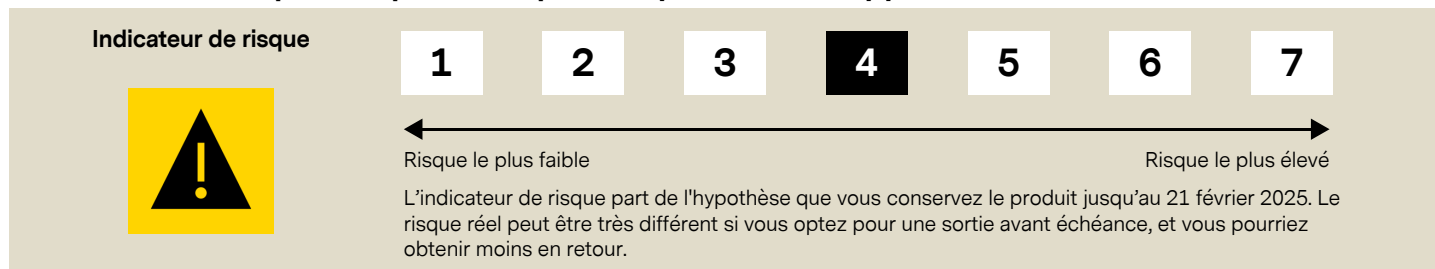 Indicateur de risque
1 2 3 4 5 6 7
Risque le plus faible Risque le plus élevé
L’indicateur de risque part de l'hypothèse que vous conservez le produit jusqu’au 21 février 2025. Le
risque réel peut être très différent si vous optez pour une sortie avant échéance, et vous pourriez
obtenir moins en retour.